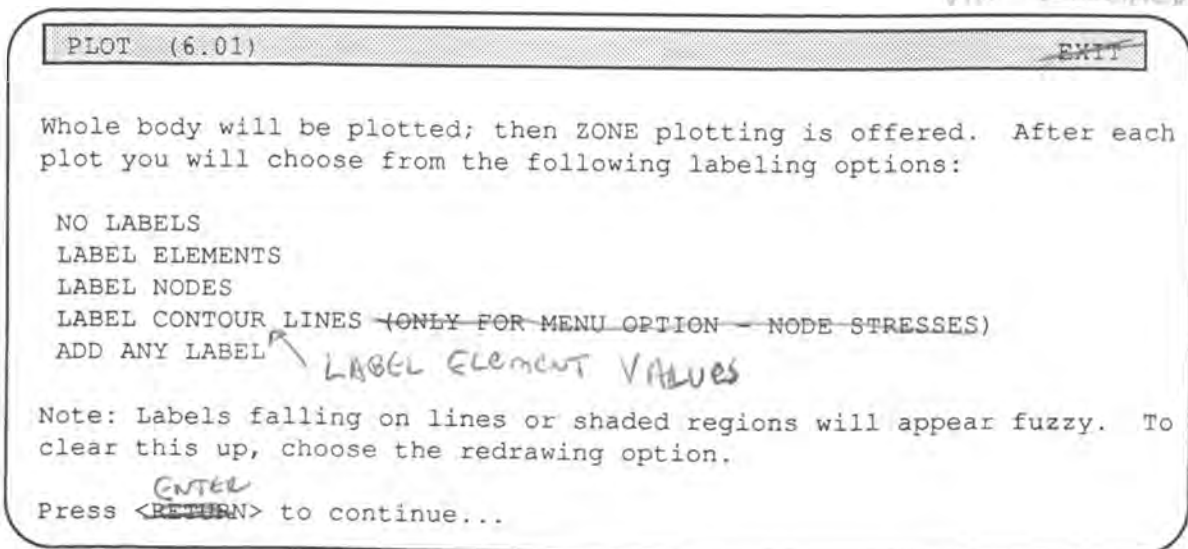 PLOT (6.01) EXIT
Whole body will be plotted; then ZONE plotting is offered. After each
plot you will choose from the following labeling options:
NO LABELS
LABEL ELEMENTS
LABEL NODES
LABEL CONTOUR LINES (ONLY FOR MENU OPTION - NODE STRESSES)
ADD ANY LABEL
LABEL ELEMENT VALUES
Note: Labels falling on lines or shaded regions will appear fuzzy. To
clear this up, choose the redrawing option.
ENTER
Press <RETURN> to continue...